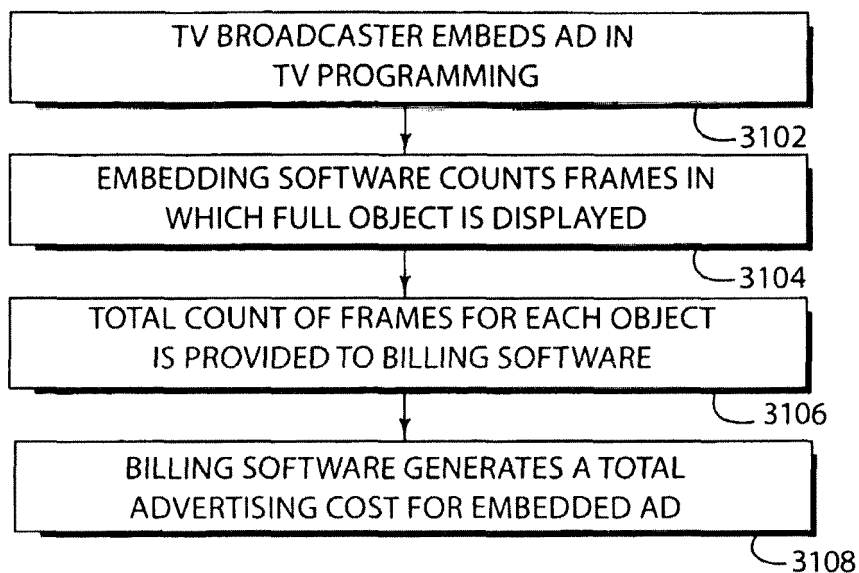 TV BROADCASTER EMBEDS AD IN
TV PROGRAMMING
3102
EMBEDDING SOFTWARE COUNTS FRAMES IN
WHICH FULL OBJECT IS DISPLAYED
3104
TOTAL COUNT OF FRAMES FOR EACH OBJECT
IS PROVIDED TO BILLING SOFTWARE
3106
BILLING SOFTWARE GENERATES A TOTAL
ADVERTISING COST FOR EMBEDDED AD
3108